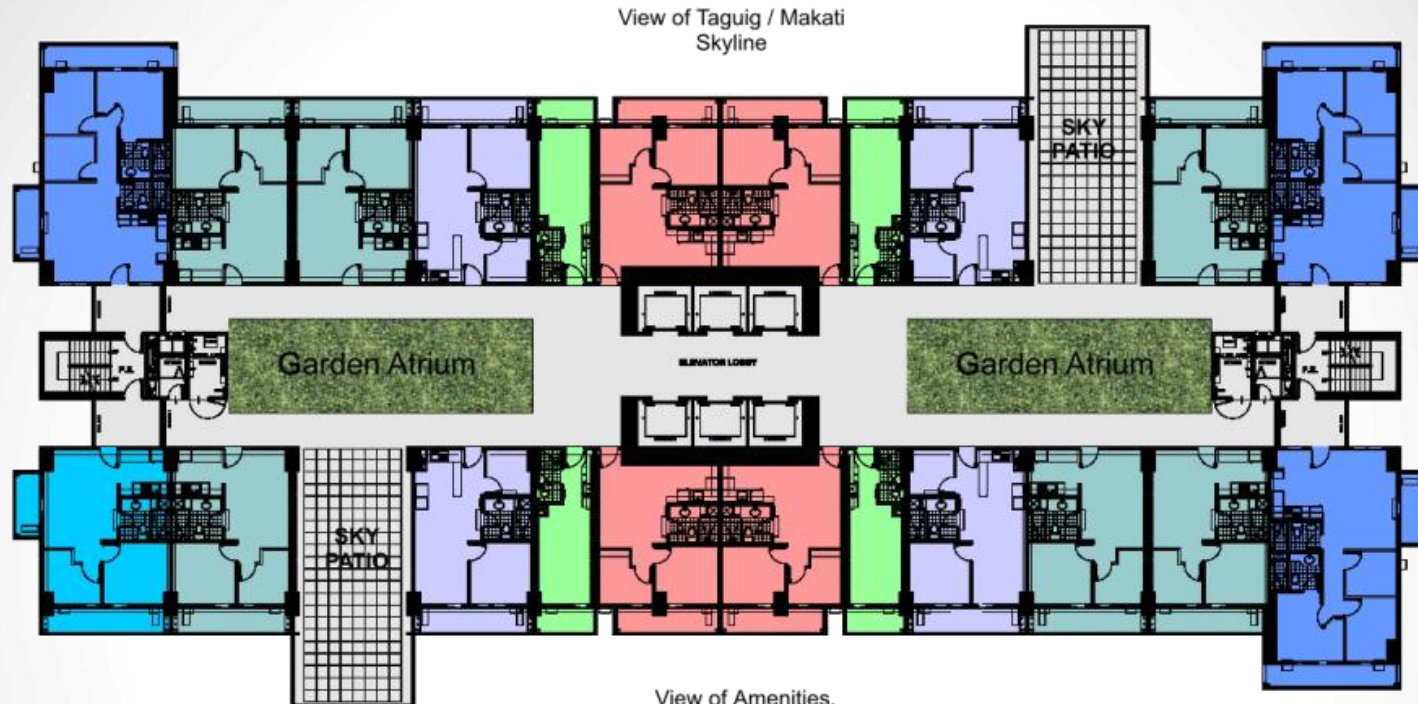 View of Taguig / Makati
Skyline
SKY
PATIO
Garden Atrium
ELEVATOR LOBBY
Garden Atrium
F.E.
F.E.
SKY
PATIO
View of Amenities,